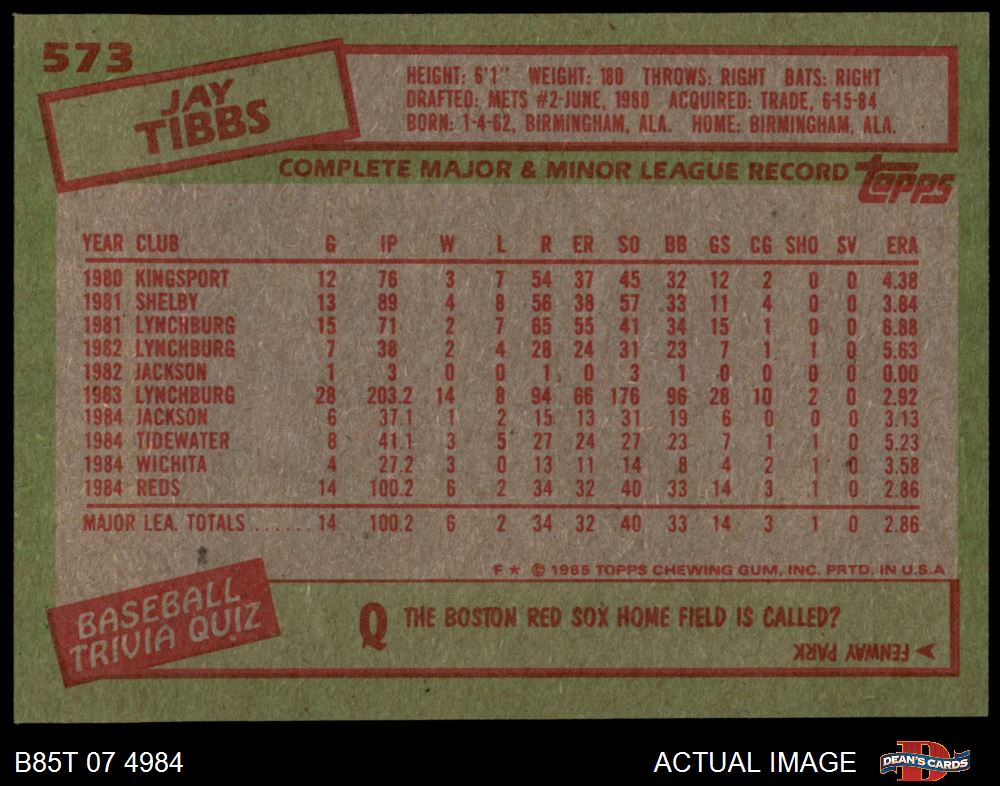 573
JAY
TIBBS
HEIGHT: 6'1" WEIGHT: 180 THROWS: RIGHT BATS: RIGHT
DRAFTED: METS #2-JUNE, 1980 ACQUIRED: TRADE, 6-15-84
BORN: 1-4-62, BIRMINGHAM, ALA. HOME: BIRMINGHAM, ALA.
COMPLETE MAJOR & MINOR LEAGUE RECORD topps
YEAR CLUB G IP W L R ER SO BB GS CG SHO SV ERA
1980 KINGSPORT 12 76 3 7 54 37 45 32 12 2 0 0 4.38
1981 SHELBY 13 89 4 8 56 38 57 33 11 4 0 0 3.84
1981 LYNCHBURG 15 71 2 7 65 55 41 34 15 1 0 0 6.88
1982 LYNCHBURG 7 38 2 4 28 24 31 23 7 1 1 0 5.63
1982 JACKSON 1 3 0 0 1 0 3 1 0 0 0 0 0.00
1983 LYNCHBURG 28 203.2 14 8 94 66 176 96 28 10 2 0 2.92
1984 JACKSON 6 37.1 1 2 15 13 31 19 6 0 0 0 3.13
1984 TIDEWATER 8 41.1 3 5 27 24 27 23 7 1 1 0 5.23
1984 WICHITA 4 27.2 3 0 13 11 14 8 4 2 1 0 3.58
1984 REDS 14 100.2 6 2 34 32 40 33 14 3 1 0 2.86
MAJOR LEA. TOTALS ...... 14 100.2 6 2 34 32 40 33 14 3 1 0 2.86
F ★ © 1985 TOPPS CHEWING GUM, INC. PRTD. IN U.S.A
BASEBALL
TRIVIA QUIZ
Q THE BOSTON RED SOX HOME FIELD IS CALLED?
FENWAY PARK
B85T 07 4984
ACTUAL IMAGE
DEAN'S CARDS